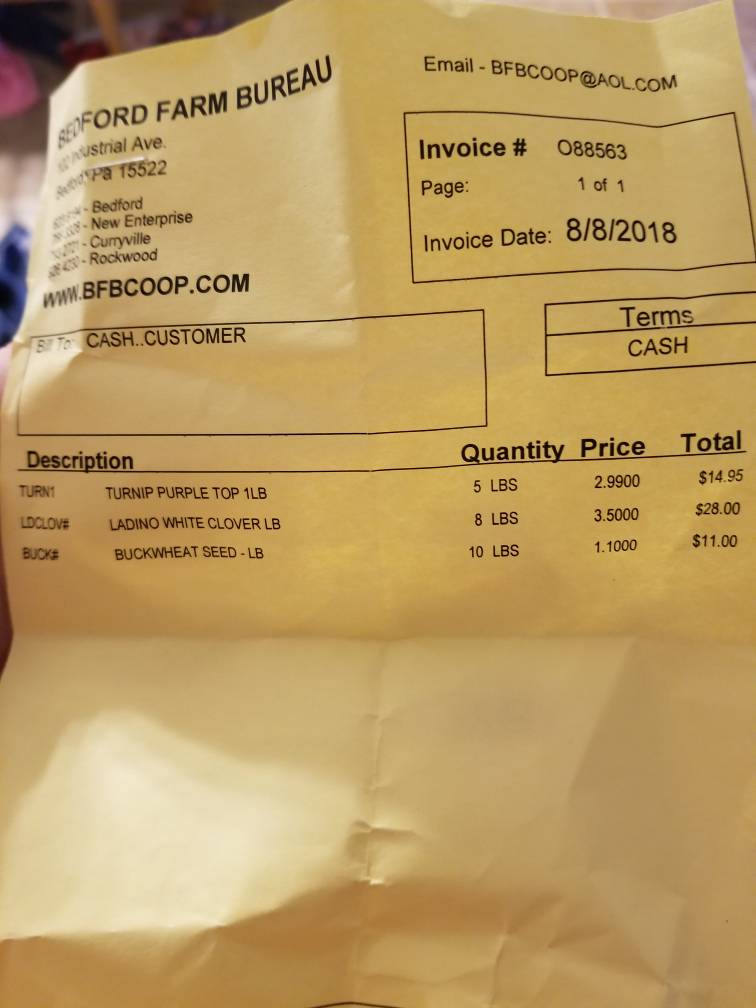 BEDFORD FARM BUREAU
Industrial Ave.
Bedford, Pa 15522
- Bedford
- New Enterprise
- Curryville
- Rockwood
WWW.BFBCOOP.COM
Email - BFBCOOP@AOL.COM
Invoice # O88563
Page: 1 of 1
Invoice Date: 8/8/2018
Bill To: CASH..CUSTOMER
Terms
CASH
Description Quantity Price Total
TURN1 TURNIP PURPLE TOP 1LB 5 LBS 2.9900 $14.95
LDCLOV# LADINO WHITE CLOVER LB 8 LBS 3.5000 $28.00
BUCK# BUCKWHEAT SEED - LB 10 LBS 1.1000 $11.00